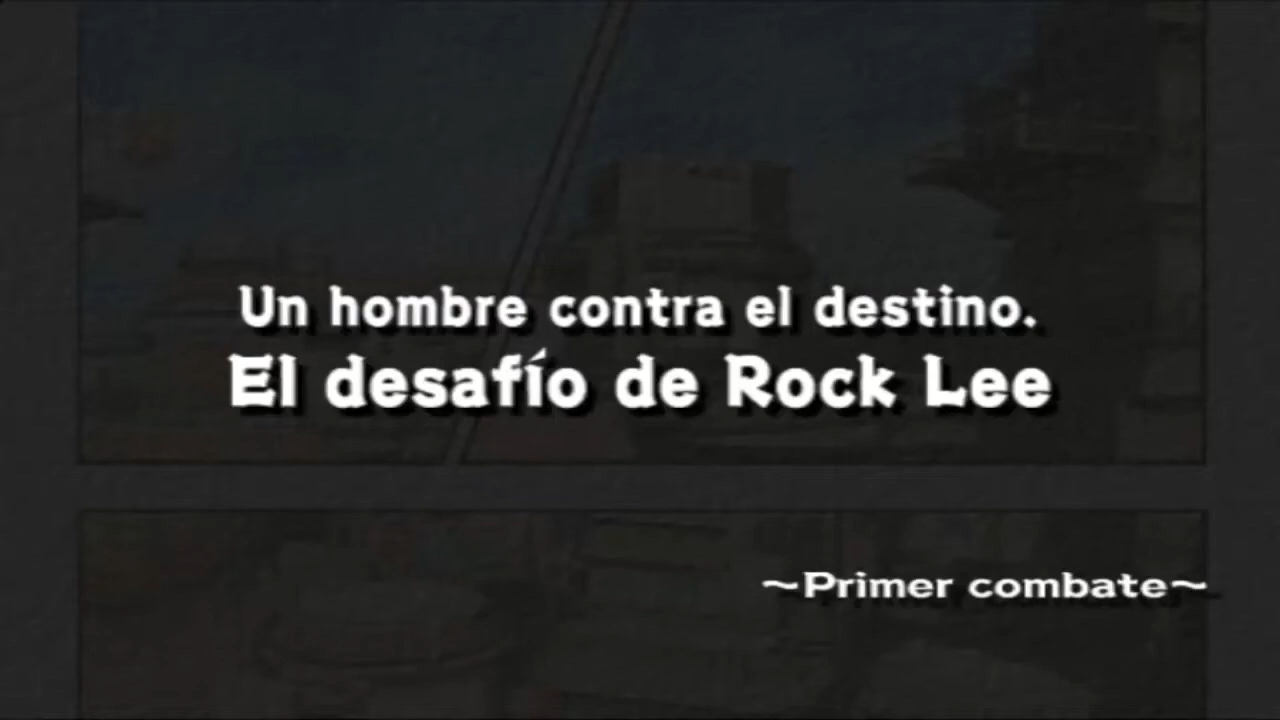 Un hombre contra el destino.
El desafío de Rock Lee
~Primer combate~